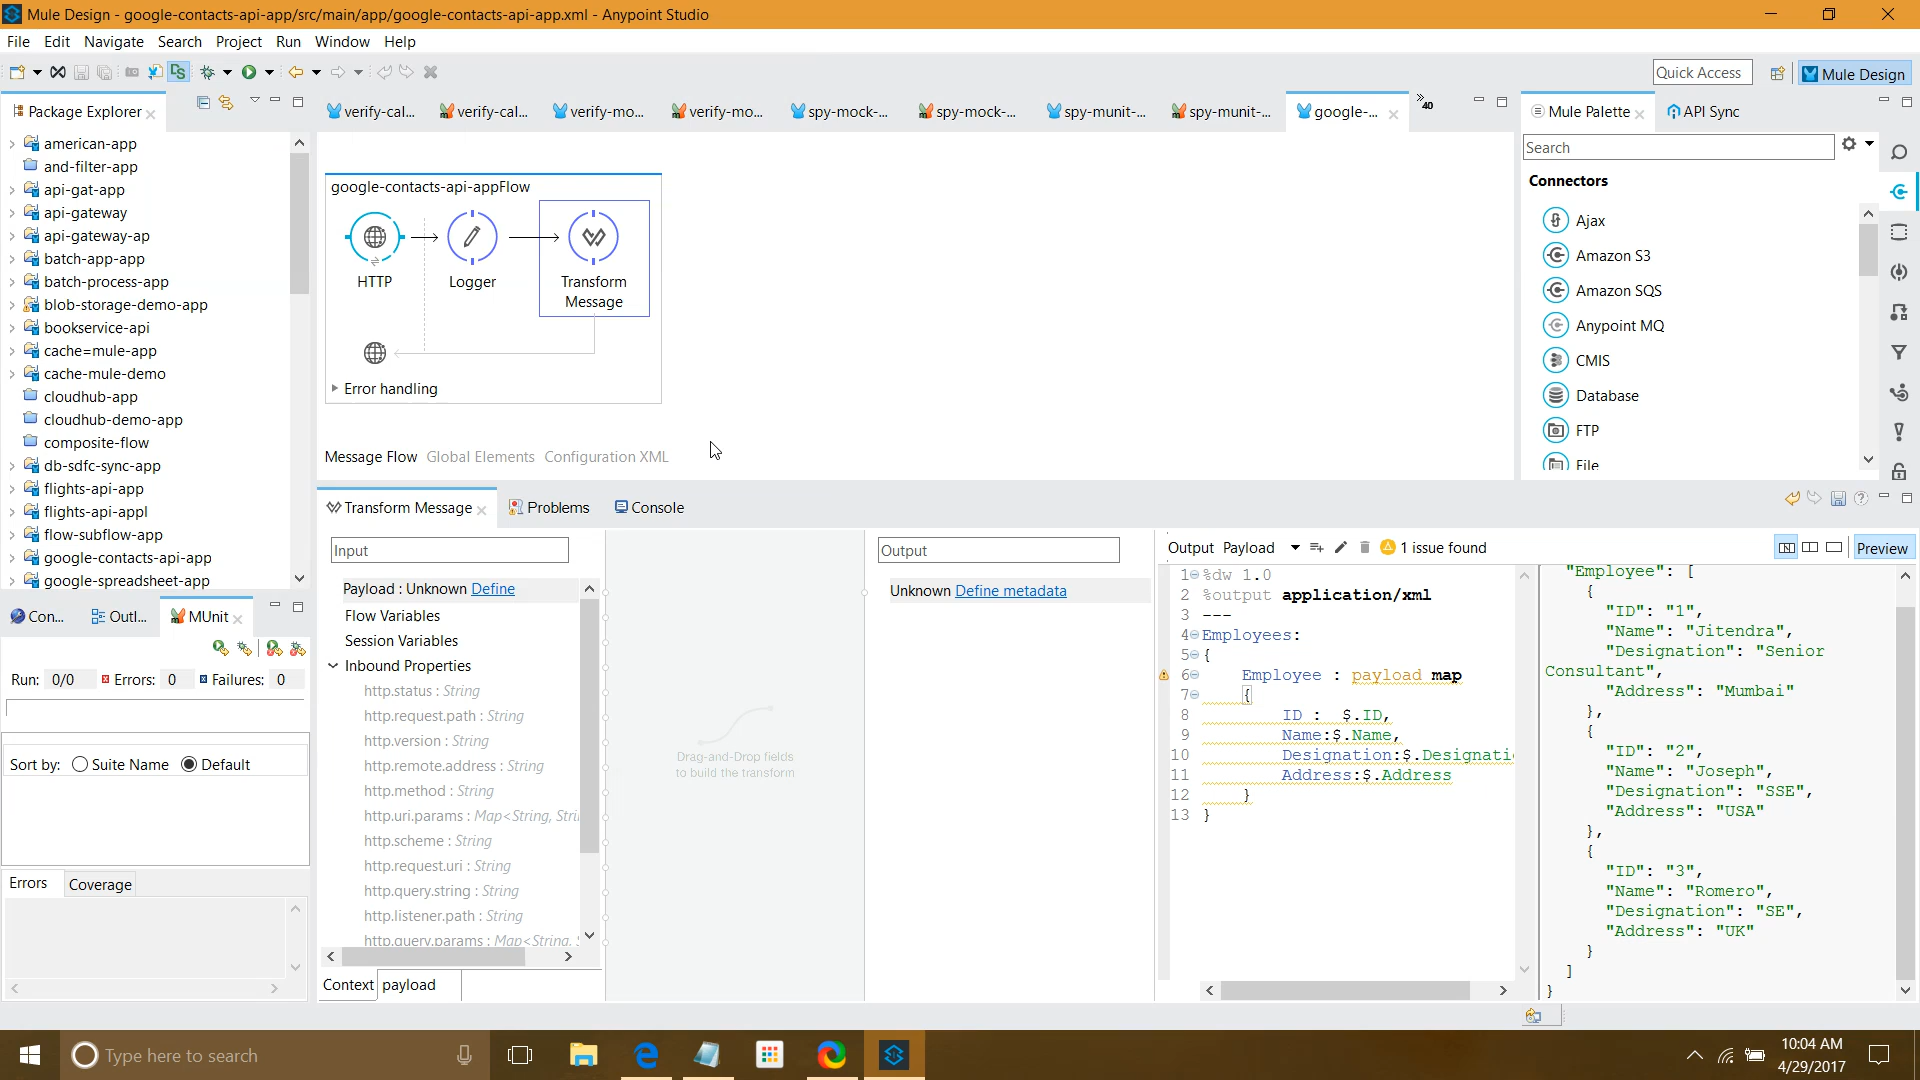 Mule Design - google-contacts-api-app/src/main/app/google-contacts-api-app.xml - Anypoint Studio
File Edit Navigate Search Project Run Window Help
Quick Access
Mule Design
Package Explorer
american-app
and-filter-app
api-gat-app
api-gateway
api-gateway-ap
batch-app-app
batch-process-app
blob-storage-demo-app
bookservice-api
cache=mule-app
cache-mule-demo
cloudhub-app
cloudhub-demo-app
composite-flow
db-sdfc-sync-app
flights-api-app
flights-api-appl
flow-subflow-app
google-contacts-api-app
google-spreadsheet-app
Con... Outl... MUnit
Run: 0/0 Errors: 0 Failures: 0
Sort by: Suite Name Default
Errors Coverage
verify-cal... verify-cal... verify-mo... verify-mo... spy-mock-... spy-mock-... spy-munit-... spy-munit-... google-... »40
google-contacts-api-appFlow
HTTP
Logger
Transform
Message
Error handling
Message Flow Global Elements Configuration XML
Mule Palette API Sync
Search
Connectors
Ajax
Amazon S3
Amazon SQS
Anypoint MQ
CMIS
Database
FTP
File
Transform Message Problems Console
Input
Payload : Unknown Define
Flow Variables
Session Variables
Inbound Properties
http.status : String
http.request.path : String
http.version : String
http.remote.address : String
http.method : String
http.uri.params : Map<String, Stri
http.scheme : String
http.request.uri : String
http.query.string : String
http.listener.path : String
http.query.params : Map<String, S
Context payload
Drag-and-Drop fields
to build the transform
Output
Unknown Define metadata
Output Payload 1 issue found Preview
1 %dw 1.0
2 %output application/xml
3 ---
4 Employees:
5 {
6 Employee : payload map
7 {
8 ID : $.ID,
9 Name:$.Name,
10 Designation:$.Designati
11 Address:$.Address
12 }
13 }
"Employee": [
{
"ID": "1",
"Name": "Jitendra",
"Designation": "Senior
Consultant",
"Address": "Mumbai"
},
{
"ID": "2",
"Name": "Joseph",
"Designation": "SSE",
"Address": "USA"
},
{
"ID": "3",
"Name": "Romero",
"Designation": "SE",
"Address": "UK"
}
]
}
Type here to search
10:04 AM
4/29/2017